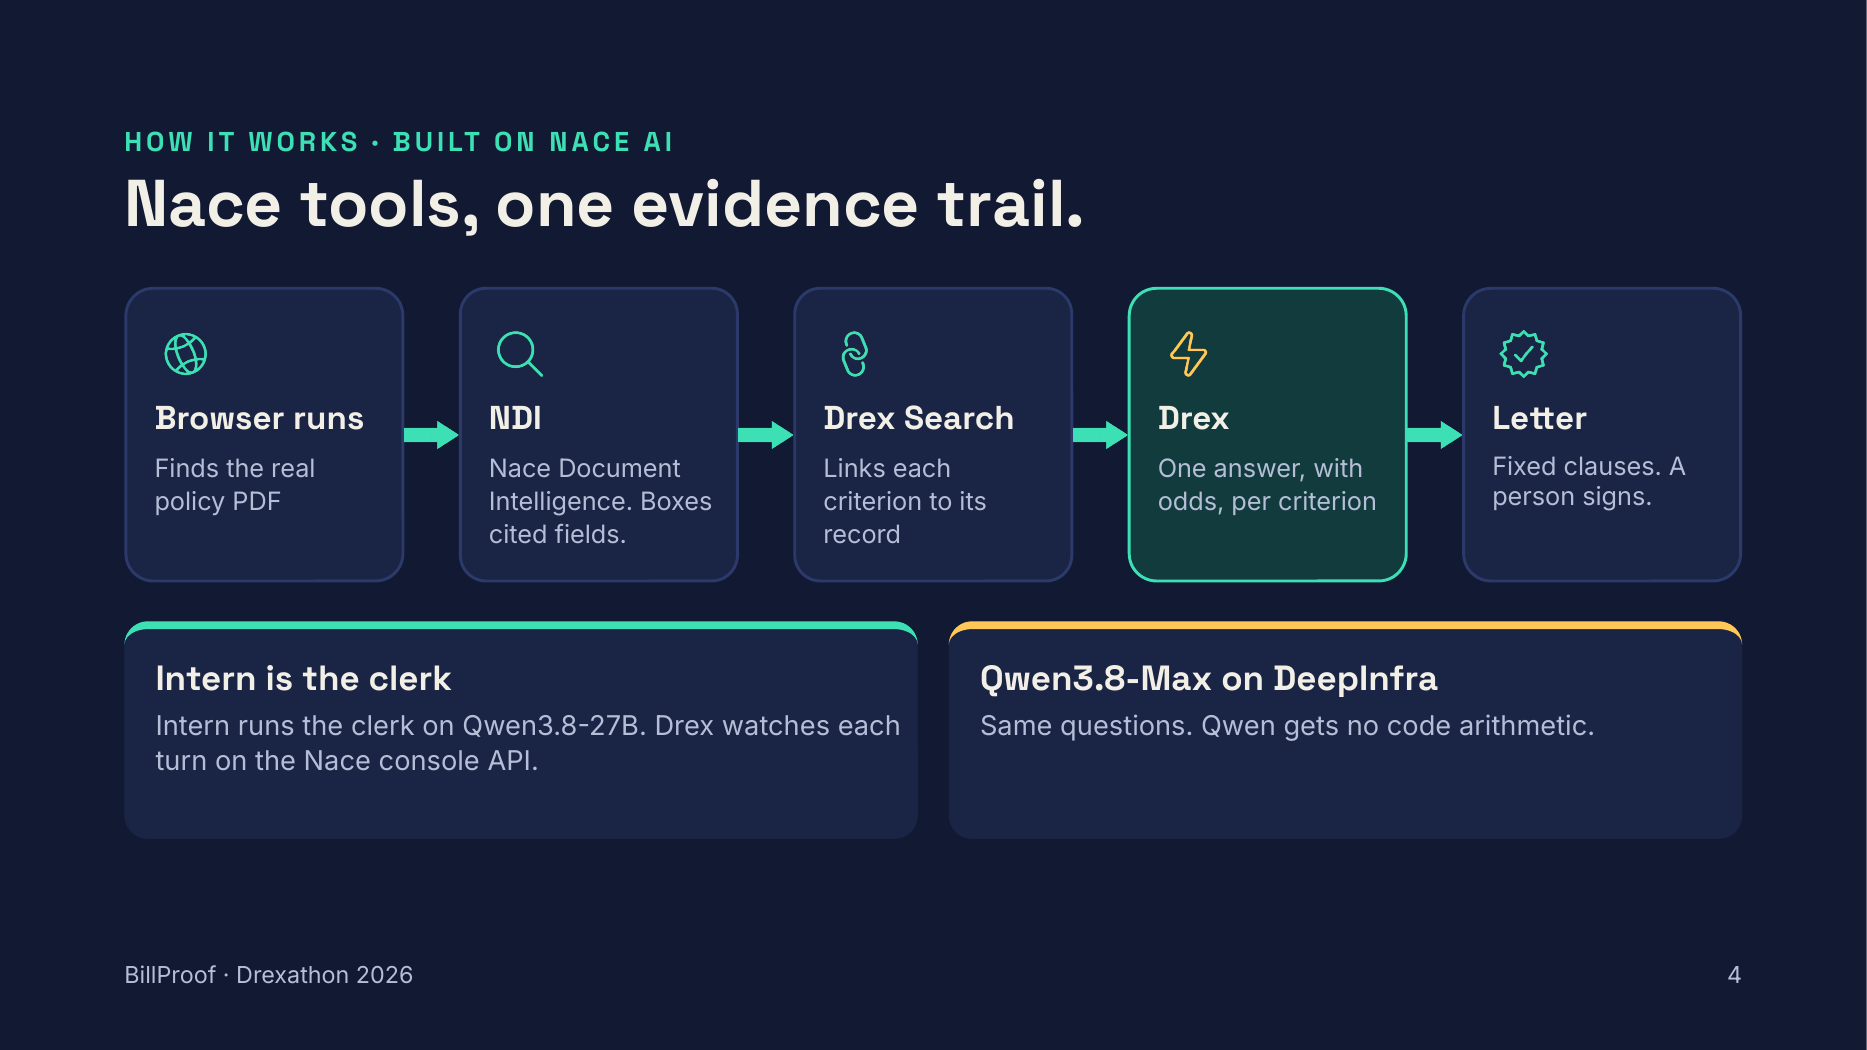 HOW IT WORKS · BUILT ON NACE AI
Nace tools, one evidence trail.
Browser runs
Finds the real
policy PDF
NDI
Nace Document
Intelligence. Boxes
cited fields.
Drex Search
Links each
criterion to its
record
Drex
One answer, with
odds, per criterion
Letter
Fixed clauses. A
person signs.
Intern is the clerk
Intern runs the clerk on Qwen3.8-27B. Drex watches each
turn on the Nace console API.
Qwen3.8-Max on DeepInfra
Same questions. Qwen gets no code arithmetic.
BillProof · Drexathon 2026
4